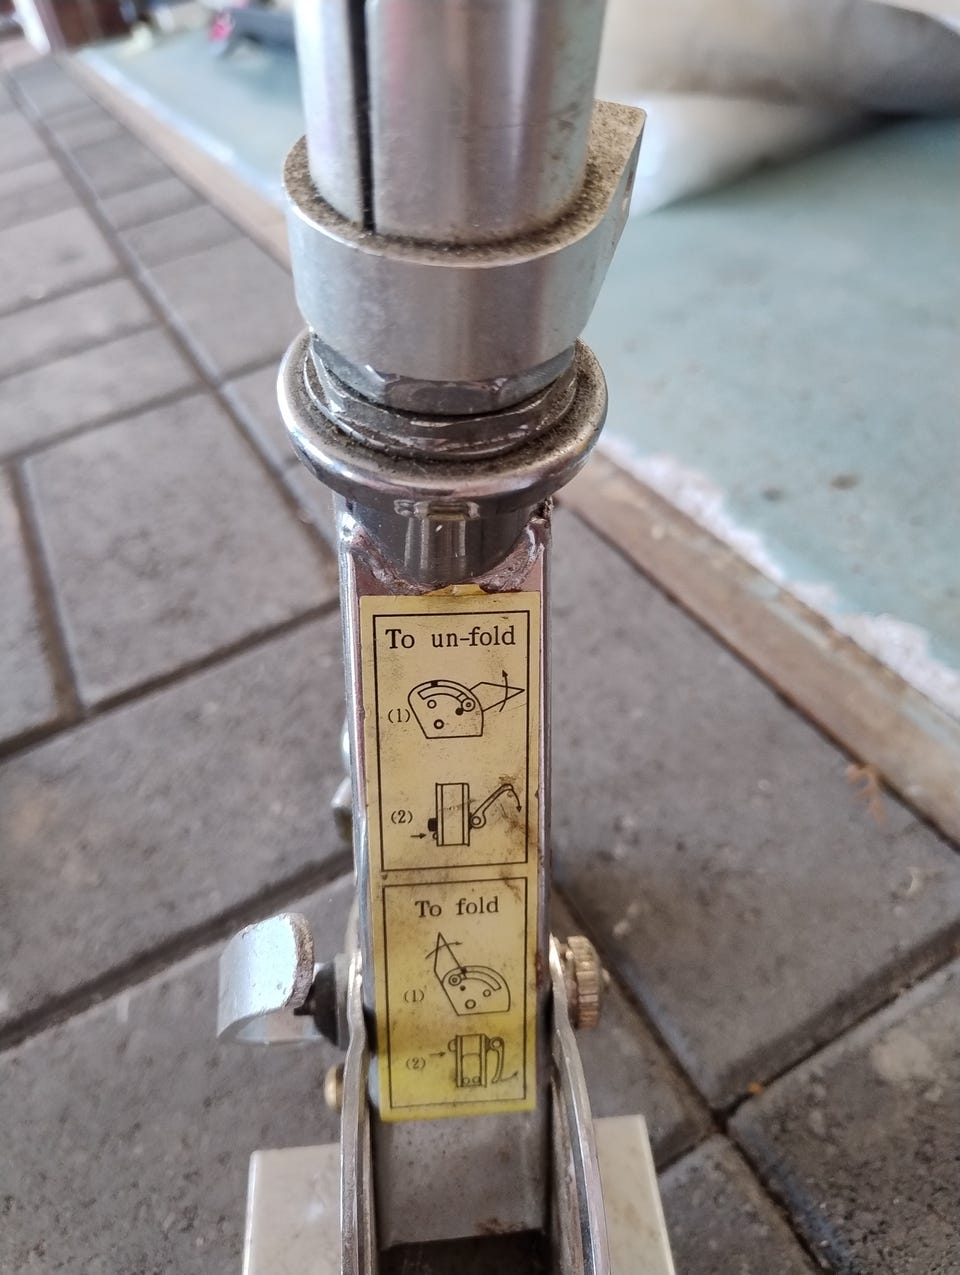 To un-fold
(1)
(2)
To fold
(1)
(2)